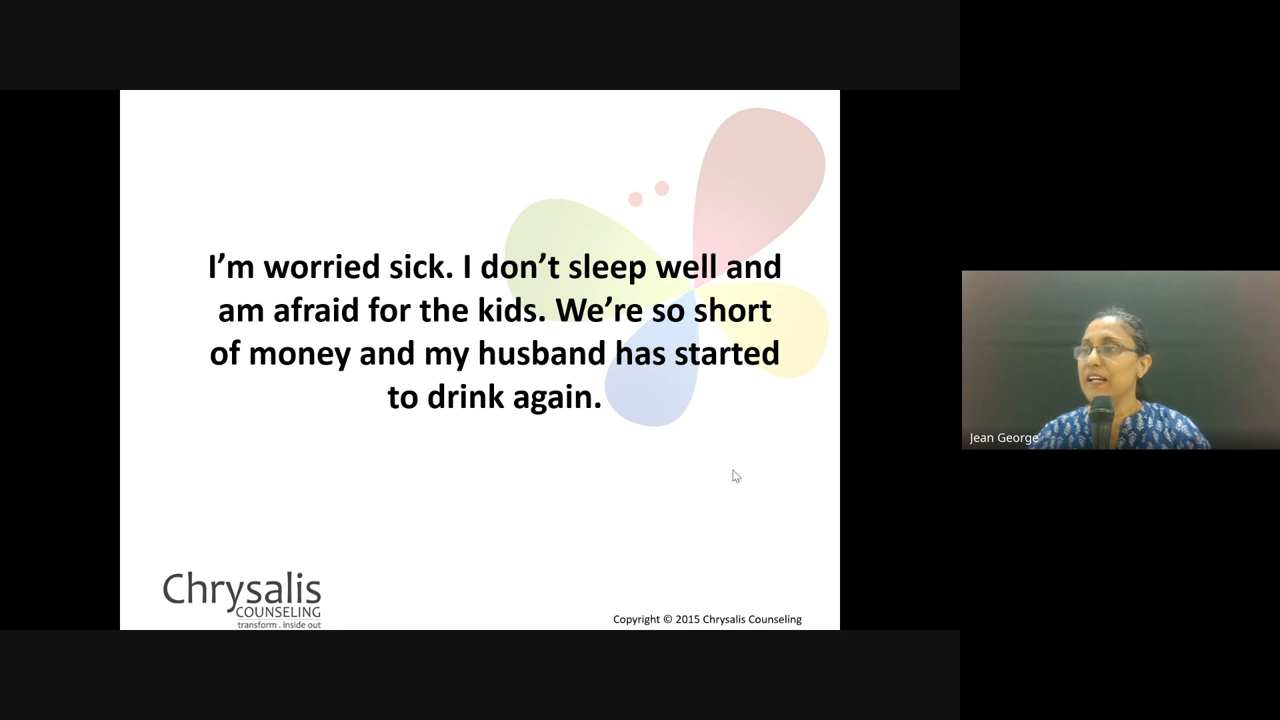 I’m worried sick. I don’t sleep well and
am afraid for the kids. We’re so short
of money and my husband has started
to drink again.
Jean George
Chrysalis
COUNSELING
transform . inside out
Copyright © 2015 Chrysalis Counseling